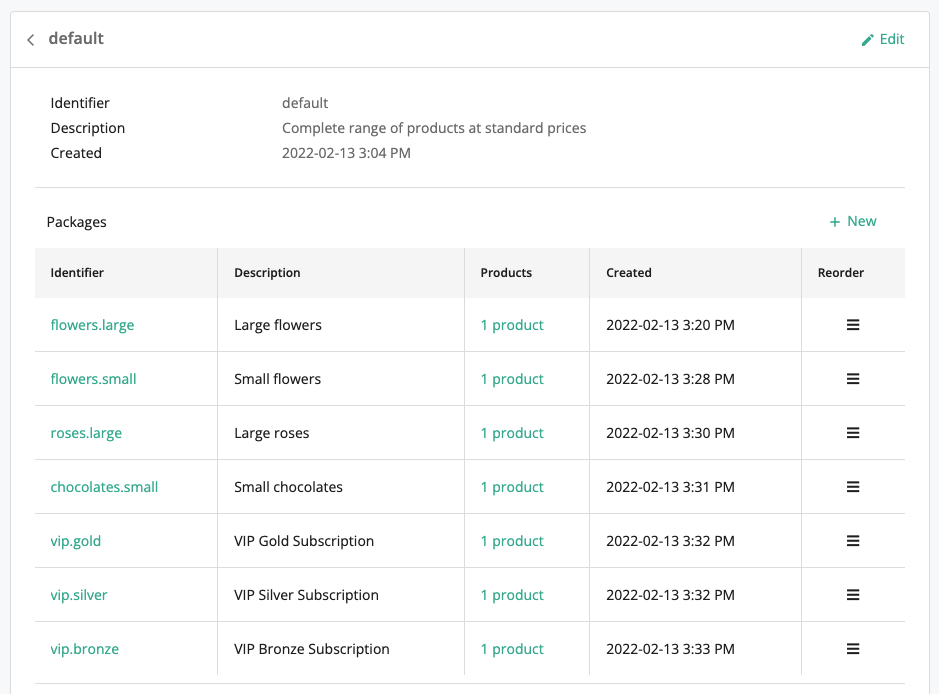 default Edit
Identifier default
Description Complete range of products at standard prices
Created 2022-02-13 3:04 PM
Packages + New
Identifier Description Products Created Reorder
flowers.large Large flowers 1 product 2022-02-13 3:20 PM
flowers.small Small flowers 1 product 2022-02-13 3:28 PM
roses.large Large roses 1 product 2022-02-13 3:30 PM
chocolates.small Small chocolates 1 product 2022-02-13 3:31 PM
vip.gold VIP Gold Subscription 1 product 2022-02-13 3:32 PM
vip.silver VIP Silver Subscription 1 product 2022-02-13 3:32 PM
vip.bronze VIP Bronze Subscription 1 product 2022-02-13 3:33 PM